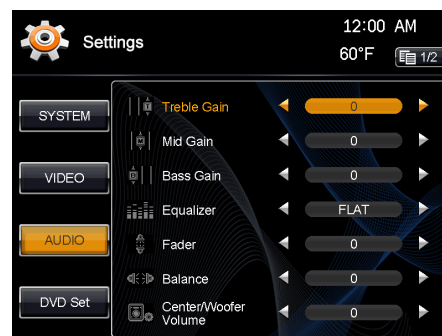 Settings
12:00 AM
60°F
1/2
SYSTEM
VIDEO
AUDIO
DVD Set
Treble Gain 0
Mid Gain 0
Bass Gain 0
Equalizer FLAT
Fader 0
Balance 0
Center/Woofer
Volume 0